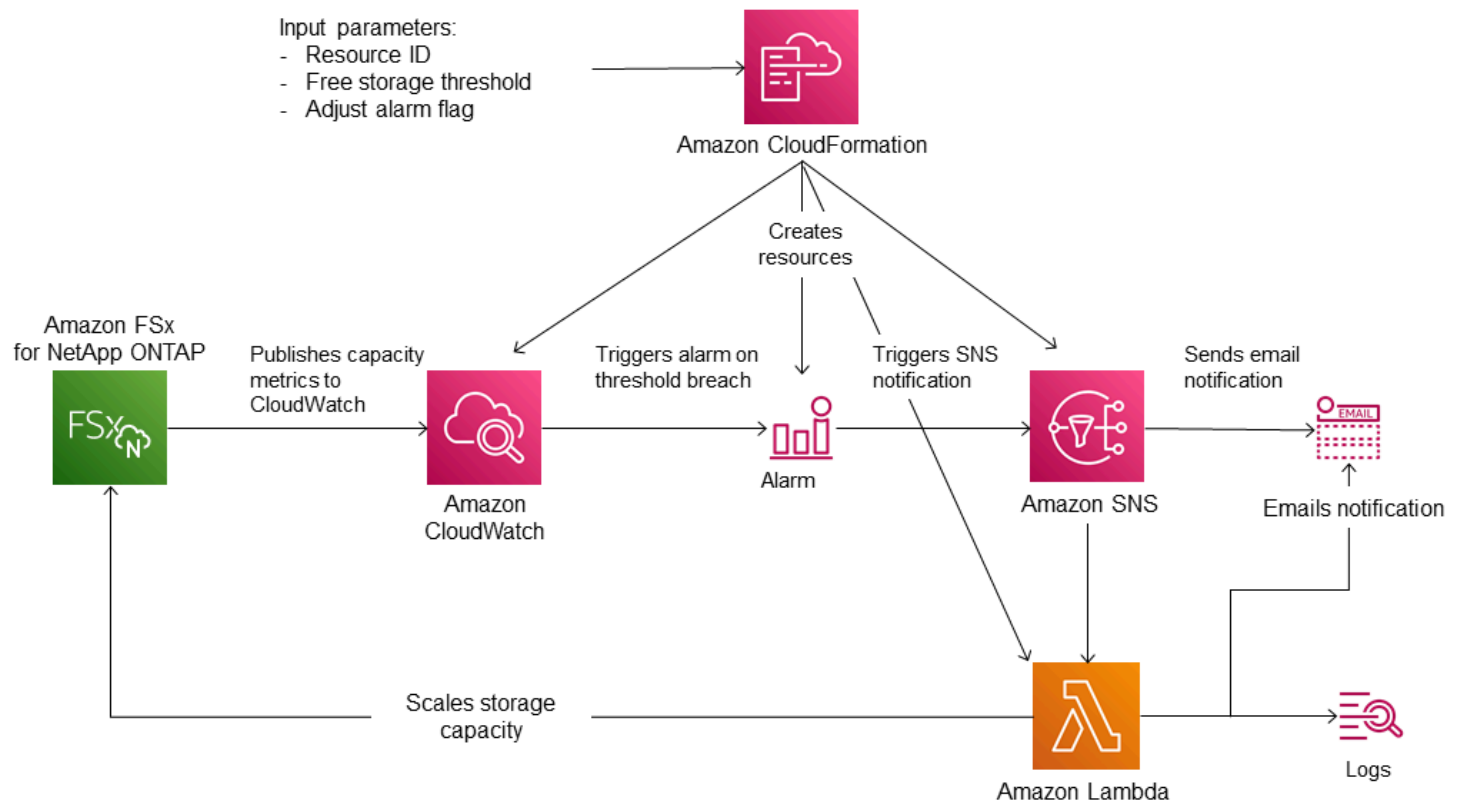 Input parameters:
- Resource ID
- Free storage threshold
- Adjust alarm flag
Amazon CloudFormation
Creates
resources
Amazon FSx
for NetApp ONTAP
FSx
N
Publishes capacity
metrics to
CloudWatch
Amazon
CloudWatch
Triggers alarm on
threshold breach
Alarm
Triggers SNS
notification
Amazon SNS
Sends email
notification
EMAIL
Emails notification
Scales storage
capacity
Amazon Lambda
Logs